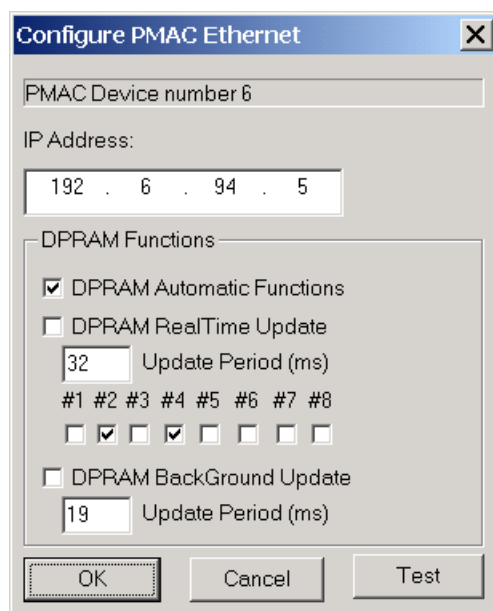 Configure PMAC Ethernet
PMAC Device number 6
IP Address:
192 . 6 . 94 . 5
DPRAM Functions
DPRAM Automatic Functions
DPRAM RealTime Update
32 Update Period (ms)
#1 #2 #3 #4 #5 #6 #7 #8
DPRAM BackGround Update
19 Update Period (ms)
OK Cancel Test